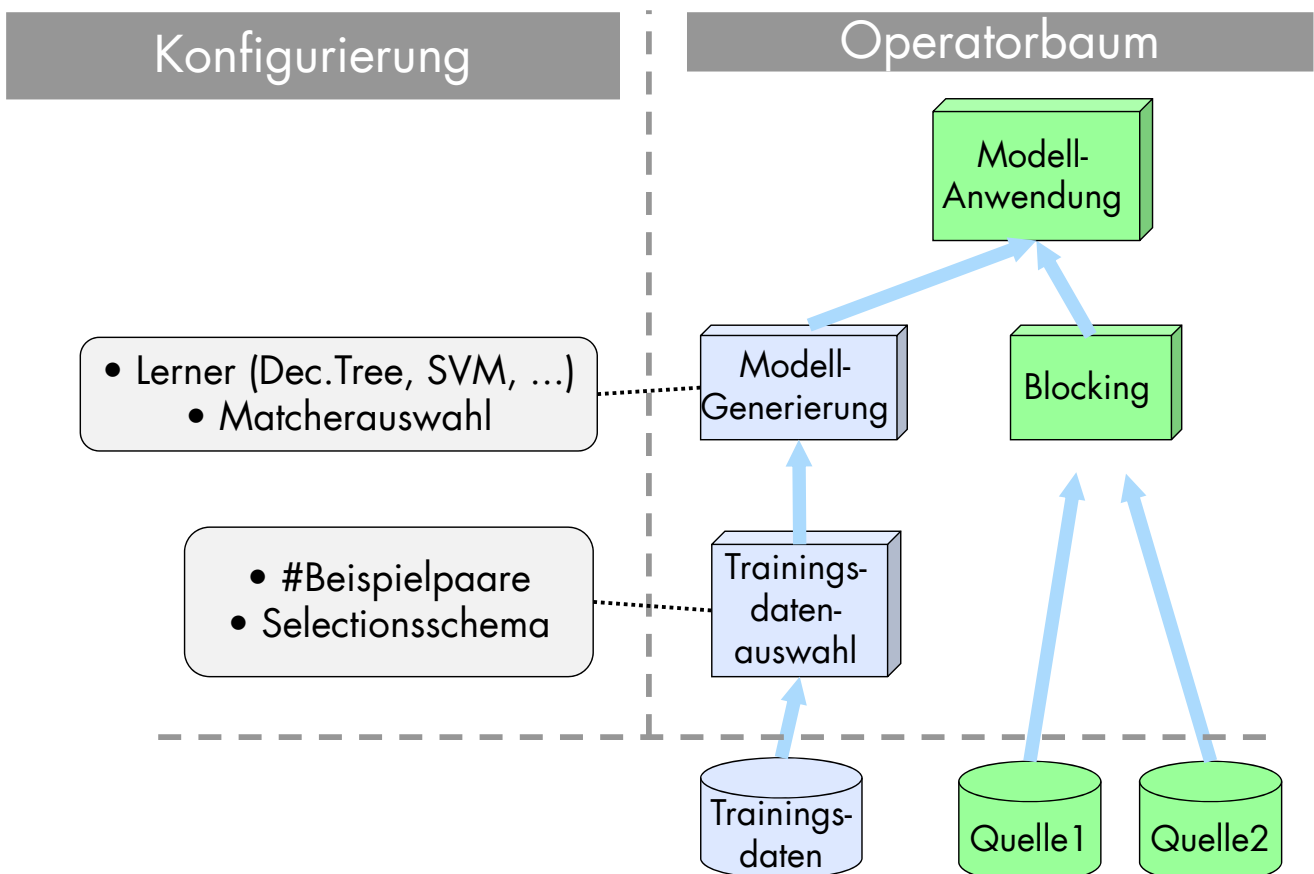 Konfigurierung
Operatorbaum
Modell-
Anwendung
• Lerner (Dec.Tree, SVM, ...)
• Matcherauswahl
Modell-
Generierung
Blocking
• #Beispielpaare
• Selectionsschema
Trainings-
daten-
auswahl
Trainings-
daten
Quelle1
Quelle2